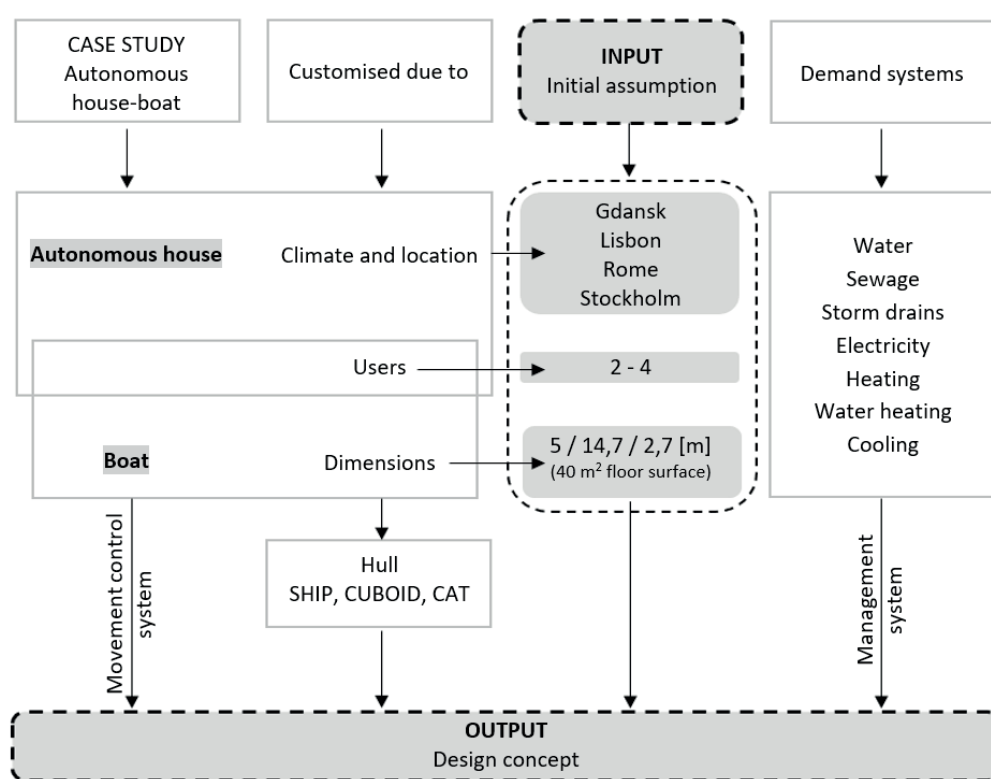 CASE STUDY
Autonomous
house-boat
Customised due to
INPUT
Initial assumption
Demand systems
Autonomous house
Climate and location
Gdansk
Lisbon
Rome
Stockholm
Users
2 - 4
Boat
Dimensions
5 / 14,7 / 2,7 [m]
(40 m² floor surface)
Water
Sewage
Storm drains
Electricity
Heating
Water heating
Cooling
Movement control
system
Hull
SHIP, CUBOID, CAT
Management
system
OUTPUT
Design concept